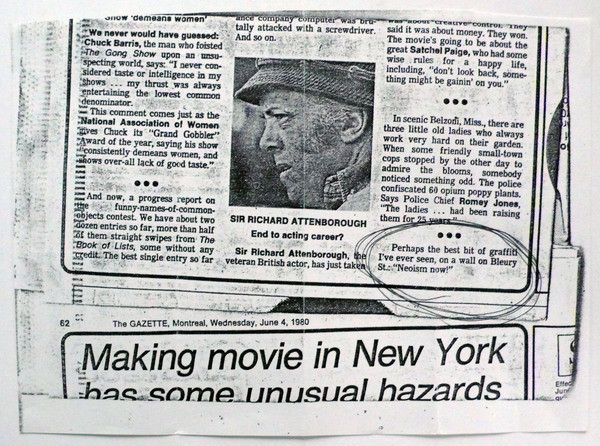 Show 'demeans women'
We never would have guessed:
Chuck Barris, the man who foisted
The Gong Show upon an unsu-
specting world, says: "I never con-
sidered taste or intelligence in my
shows ... my thrust was always
entertaining the lowest common
denominator.
This comment comes just as the
National Association of Women
gives Chuck its "Grand Gobbler"
Award of the year, saying his show
"consistently demeans women, and
shows over-all lack of good taste."
•••
And now, a progress report on
the funny-names-of-common-
objects contest. We have about two
dozen entries so far, more than half
of them straight swipes from The
Book of Lists, some without any
credit. The best single entry so far
ance company computer was bru-
tally attacked with a screwdriver.
And so on.
SIR RICHARD ATTENBOROUGH
End to acting career?
Sir Richard Attenborough, the
veteran British actor, has just taken
was about creative control. They
said it was about money. They won.
The movie's going to be about the
great Satchel Paige, who had some
wise rules for a happy life,
including, "don't look back, some-
thing might be gainin' on you."
•••
In scenic Belzoni, Miss., there are
three little old ladies who always
work very hard on their garden.
When some friendly small-town
cops stopped by the other day to
admire the blooms, somebody
noticed something odd. The police
confiscated 60 opium poppy plants.
Says Police Chief Romey Jones,
"The ladies ... had been raising
them for 25 years."
•••
Perhaps the best bit of graffiti
I've ever seen, on a wall on Bleury
St.: "Neoism now!"
62 The GAZETTE, Montreal, Wednesday, June 4, 1980
Making movie in New York
has some unusual hazards